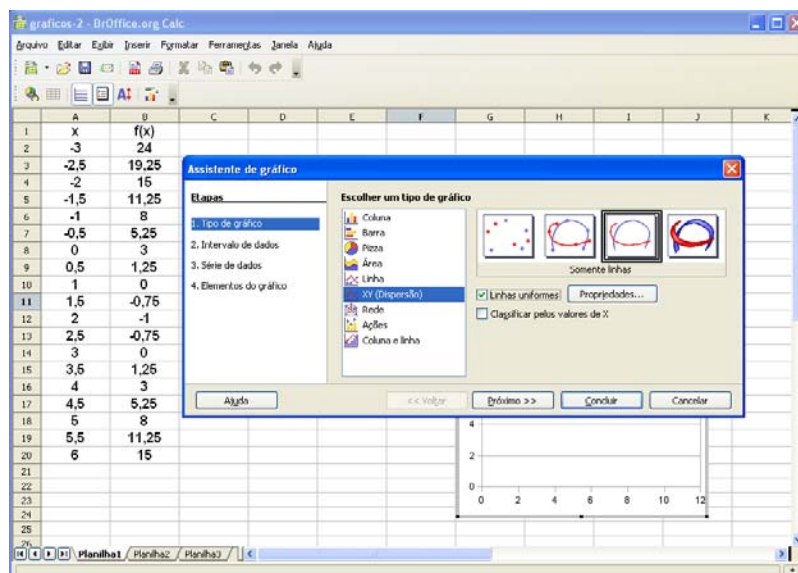 graficos-2 - BrOffice.org Calc
Arquivo Editar Exibir Inserir Formatar Ferramentas Janela Ajuda
A B C D E F G H I J K
1 x f(x)
2 -3 24
3 -2,5 19,25
4 -2 15
5 -1,5 11,25
6 -1 8
7 -0,5 5,25
8 0 3
9 0,5 1,25
10 1 0
11 1,5 -0,75
12 2 -1
13 2,5 -0,75
14 3 0
15 3,5 1,25
16 4 3
17 4,5 5,25
18 5 8
19 5,5 11,25
20 6 15
21
22
23
24
25
26
Assistente de gráfico
Etapas
1. Tipo de gráfico
2. Intervalo de dados
3. Série de dados
4. Elementos do gráfico
Escolher um tipo de gráfico
Coluna
Barra
Pizza
Área
Linha
XY (Dispersão)
Rede
Ações
Coluna e linha
Somente linhas
Linhas uniformes Propriedades...
Classificar pelos valores de X
Ajuda << Voltar Próximo >> Concluir Cancelar
4
2
0
0 2 4 6 8 10 12
Planilha1 Planilha2 Planilha3